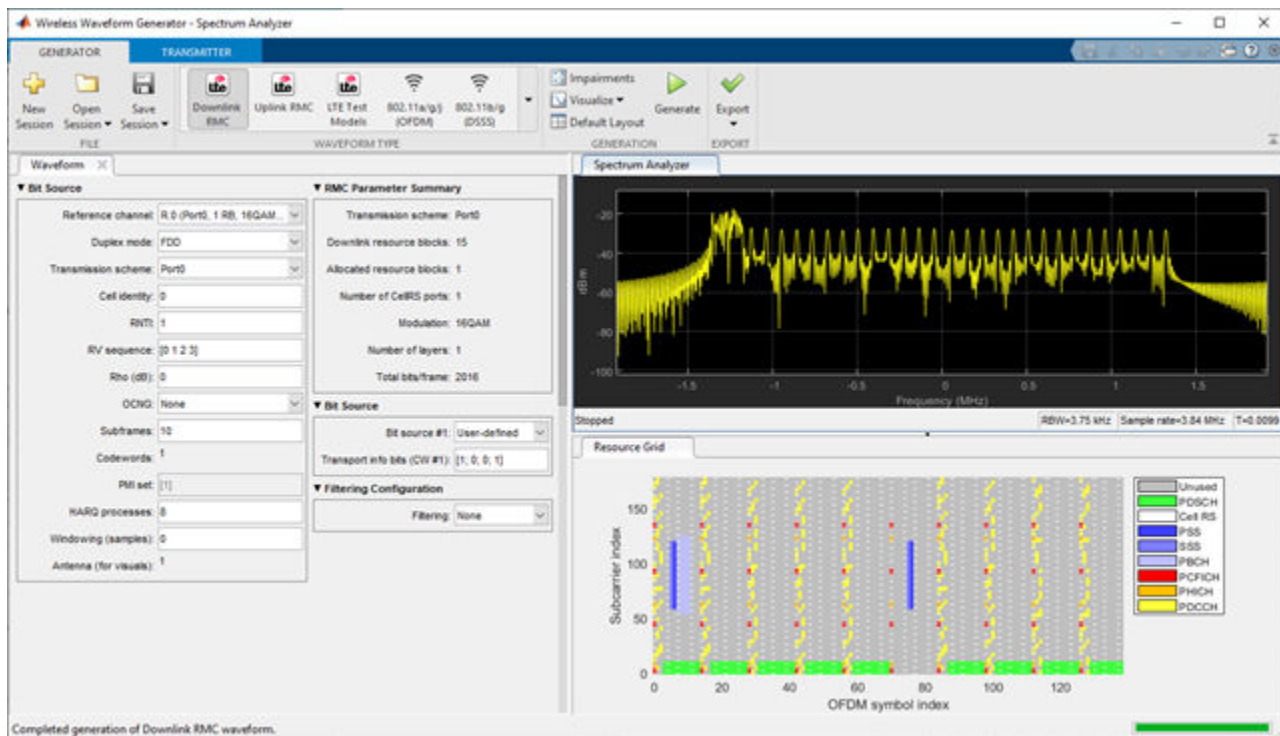 Wireless Waveform Generator - Spectrum Analyzer
GENERATOR TRANSMITTER
New Session
Open Session
Save Session
Downlink RMC
Uplink RMC
LTE Test Models
802.11a/g/j (OFDM)
802.11b/g (DSSS)
Impairments
Visualize
Default Layout
Generate
Export
FILE WAVEFORM TYPE GENERATION EXPORT
Waveform
Bit Source
Reference channel: R.0 (Port0, 1 RB, 16QAM...
Duplex mode: FDD
Transmission scheme: Port0
Cell identity: 0
RNTI: 1
RV sequence: [0 1 2 3]
Rho (dB): 0
OCNG: None
Subframes: 10
Codewords: 1
PMI set: [1]
HARQ processes: 8
Windowing (samples): 0
Antenna (for visuals): 1
RMC Parameter Summary
Transmission scheme: Port0
Downlink resource blocks: 15
Allocated resource blocks: 1
Number of CellRS ports: 1
Modulation: 16QAM
Number of layers: 1
Total bits/frame: 2016
Bit Source
Bit source #1: User-defined
Transport info bits (CW #1): [1; 0; 0; 1]
Filtering Configuration
Filtering: None
Spectrum Analyzer
-20
-40
-60
-80
-100
dBm
-1.5 -1 -0.5 0 0.5 1 1.5
Frequency (MHz)
Stopped RBW=3.75 kHz Sample rate=3.84 MHz T=0.0099
Resource Grid
150
100
50
0
Subcarrier index
0 20 40 60 80 100 120
OFDM symbol index
Unused
PDSCH
Cell RS
PSS
SSS
PBCH
PCFICH
PHICH
PDCCH
Completed generation of Downlink RMC waveform.